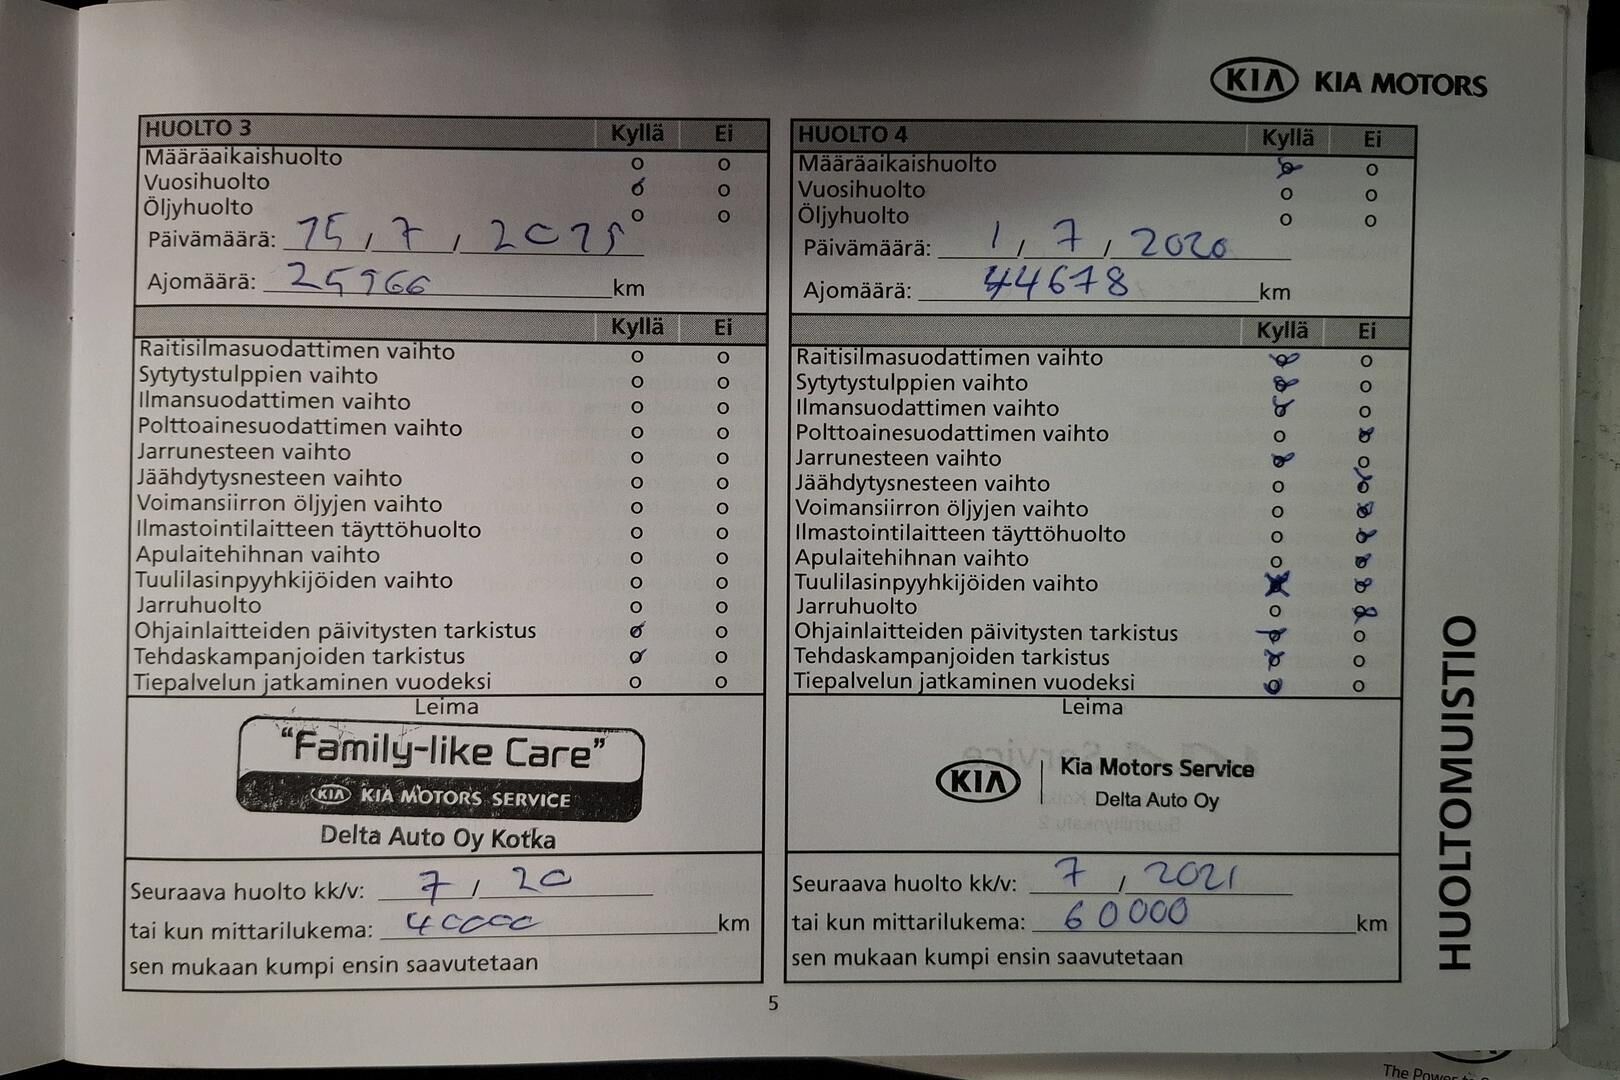 KIA KIA MOTORS
HUOLTO 3 Kyllä Ei
Määräaikaishuolto o o
Vuosihuolto o o
Öljyhuolto o o
Päivämäärä: 15 / 7 / 2019
Ajomäärä: 25966 km
Kyllä Ei
Raitisilmasuodattimen vaihto o o
Sytytystulppien vaihto o o
Ilmansuodattimen vaihto o o
Polttoainesuodattimen vaihto o o
Jarrunesteen vaihto o o
Jäähdytysnesteen vaihto o o
Voimansiirron öljyjen vaihto o o
Ilmastointilaitteen täyttöhuolto o o
Apulaitehihnan vaihto o o
Tuulilasinpyyhkijöiden vaihto o o
Jarruhuolto o o
Ohjainlaitteiden päivitysten tarkistus o o
Tehdaskampanjoiden tarkistus o o
Tiepalvelun jatkaminen vuodeksi o o
Leima
"Family-like Care"
KIA KIA MOTORS SERVICE
Delta Auto Oy Kotka
Seuraava huolto kk/v: 7 / 20
tai kun mittarilukema: 40000 km
sen mukaan kumpi ensin saavutetaan
HUOLTO 4 Kyllä Ei
Määräaikaishuolto o o
Vuosihuolto o o
Öljyhuolto o o
Päivämäärä: 1 / 7 / 2020
Ajomäärä: 44678 km
Kyllä Ei
Raitisilmasuodattimen vaihto o o
Sytytystulppien vaihto o o
Ilmansuodattimen vaihto o o
Polttoainesuodattimen vaihto o o
Jarrunesteen vaihto o o
Jäähdytysnesteen vaihto o o
Voimansiirron öljyjen vaihto o o
Ilmastointilaitteen täyttöhuolto o o
Apulaitehihnan vaihto o o
Tuulilasinpyyhkijöiden vaihto o o
Jarruhuolto o o
Ohjainlaitteiden päivitysten tarkistus o o
Tehdaskampanjoiden tarkistus o o
Tiepalvelun jatkaminen vuodeksi o o
Leima
KIA Kia Motors Service
Delta Auto Oy
Seuraava huolto kk/v: 7 / 2021
tai kun mittarilukema: 60000 km
sen mukaan kumpi ensin saavutetaan
HUOLTOMUISTIO
5
The Power to